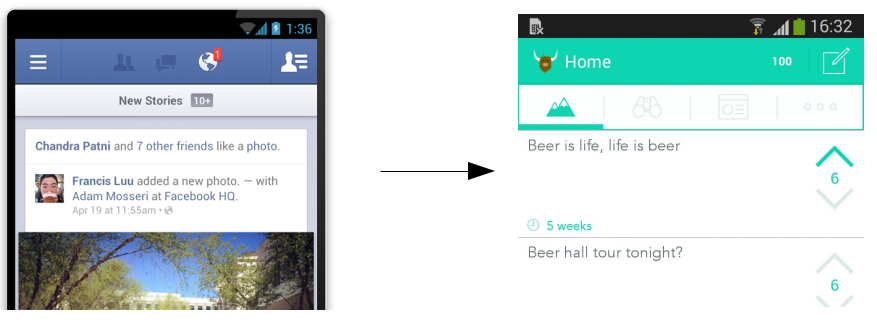 1:36
1
New Stories 10+
Chandra Patni and 7 other friends like a photo.
Francis Luu added a new photo. — with
Adam Mosseri at Facebook HQ.
Apr 19 at 11:55am •
16:32
Home
100
Beer is life, life is beer
6
5 weeks
Beer hall tour tonight?
6